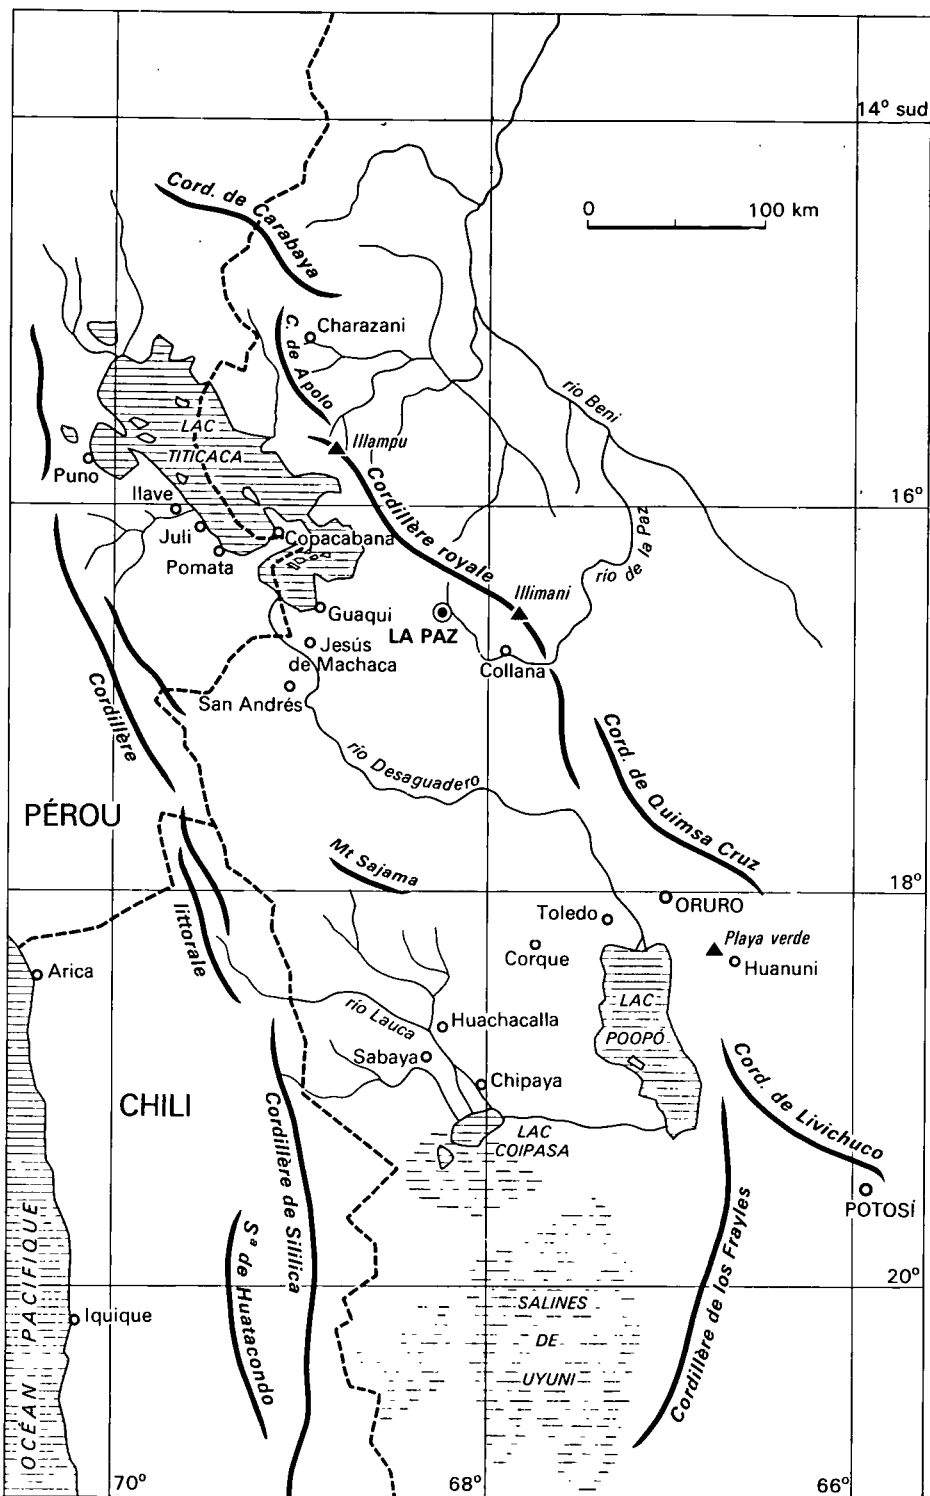 14° sud
Cord. de Carabaya
0 100 km
C. de Apolo
Charazani
río Beni
LAC
TITICACA
Illampu
Puno
Ilave
Juli
Pomata
Copacabana
Cordillère royale
16°
río de la Paz
Illimani
Guaqui
LA PAZ
Jesús
de Machaca
Collana
San Andrés
Cordillère
río Desaguadero
Cord. de Quimsa Cruz
PÉROU
Mt Sajama
18°
littorale
Toledo
ORURO
Corque
Playa verde
Huanuni
Arica
LAC
POOPÓ
río Lauca
Huachacalla
Sabaya
Chipaya
CHILI
Cord. de Livichuco
LAC
COIPASA
Cordillère de Sililica
POTOSÍ
Sª de Huatacondo
Cordillère de los Frayles
20°
OCÉAN PACIFIQUE
Iquique
SALINES
DE
UYUNI
70° 68° 66°